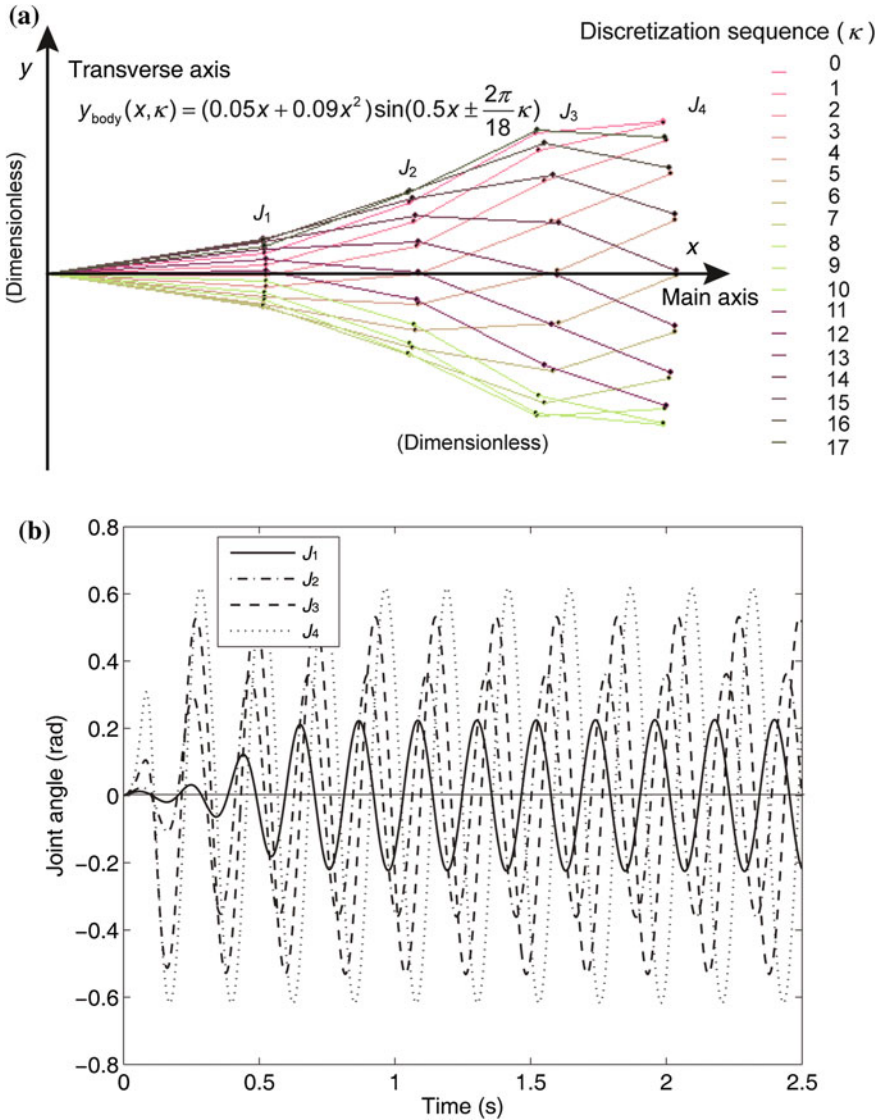 (a)
y
Transverse axis
y_body(x,κ) = (0.05x + 0.09x²)sin(0.5x ± 2π/18 κ)
J₁
J₂
J₃
J₄
x
Main axis
(Dimensionless)
(Dimensionless)
Discretization sequence (κ)
0
1
2
3
4
6
7
8
9
10
11
12
13
14
15
16
17
(b)
J₁
J₂
J₃
J₄
Joint angle (rad)
0.8
0.6
0.4
0.2
0
-0.2
-0.4
-0.6
-0.8
0
0.5
1
1.5
2
2.5
Time (s)